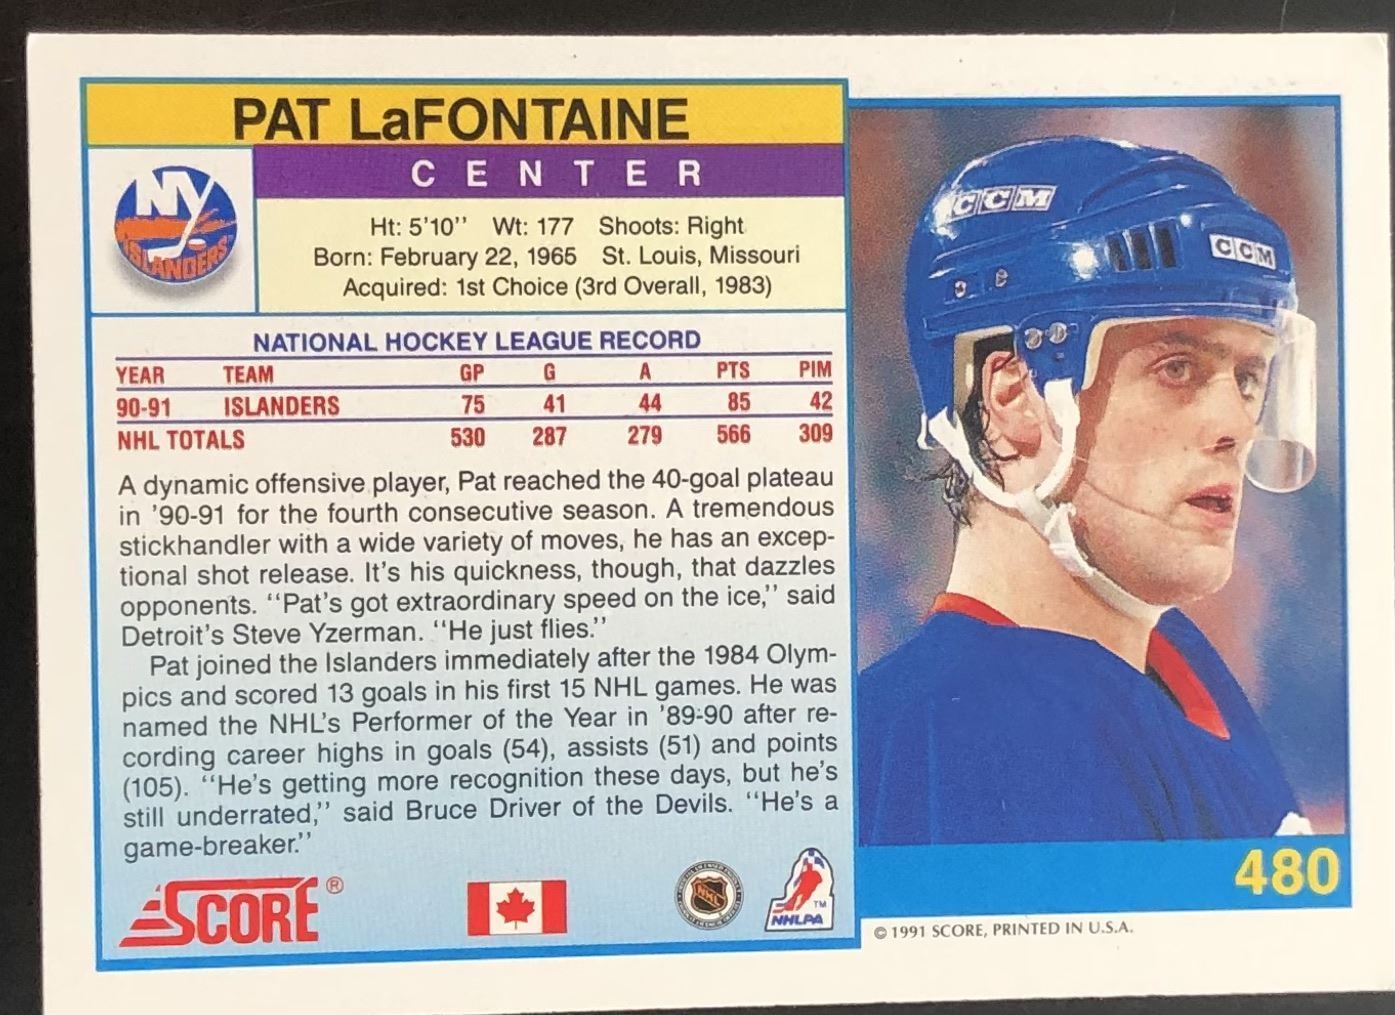 PAT LaFONTAINE
CENTER
NY
ISLANDERS
Ht: 5'10'' Wt: 177 Shoots: Right
Born: February 22, 1965 St. Louis, Missouri
Acquired: 1st Choice (3rd Overall, 1983)
NATIONAL HOCKEY LEAGUE RECORD
YEAR TEAM GP G A PTS PIM
90-91 ISLANDERS 75 41 44 85 42
NHL TOTALS 530 287 279 566 309
A dynamic offensive player, Pat reached the 40-goal plateau
in '90-91 for the fourth consecutive season. A tremendous
stickhandler with a wide variety of moves, he has an excep-
tional shot release. It's his quickness, though, that dazzles
opponents. ''Pat's got extraordinary speed on the ice,'' said
Detroit's Steve Yzerman. ''He just flies.''
Pat joined the Islanders immediately after the 1984 Olym-
pics and scored 13 goals in his first 15 NHL games. He was
named the NHL's Performer of the Year in '89-90 after re-
cording career highs in goals (54), assists (51) and points
(105). ''He's getting more recognition these days, but he's
still underrated,'' said Bruce Driver of the Devils. ''He's a
game-breaker.''
SCORE®
NHL
NHLPA TM
CCM
CCM
480
© 1991 SCORE, PRINTED IN U.S.A.